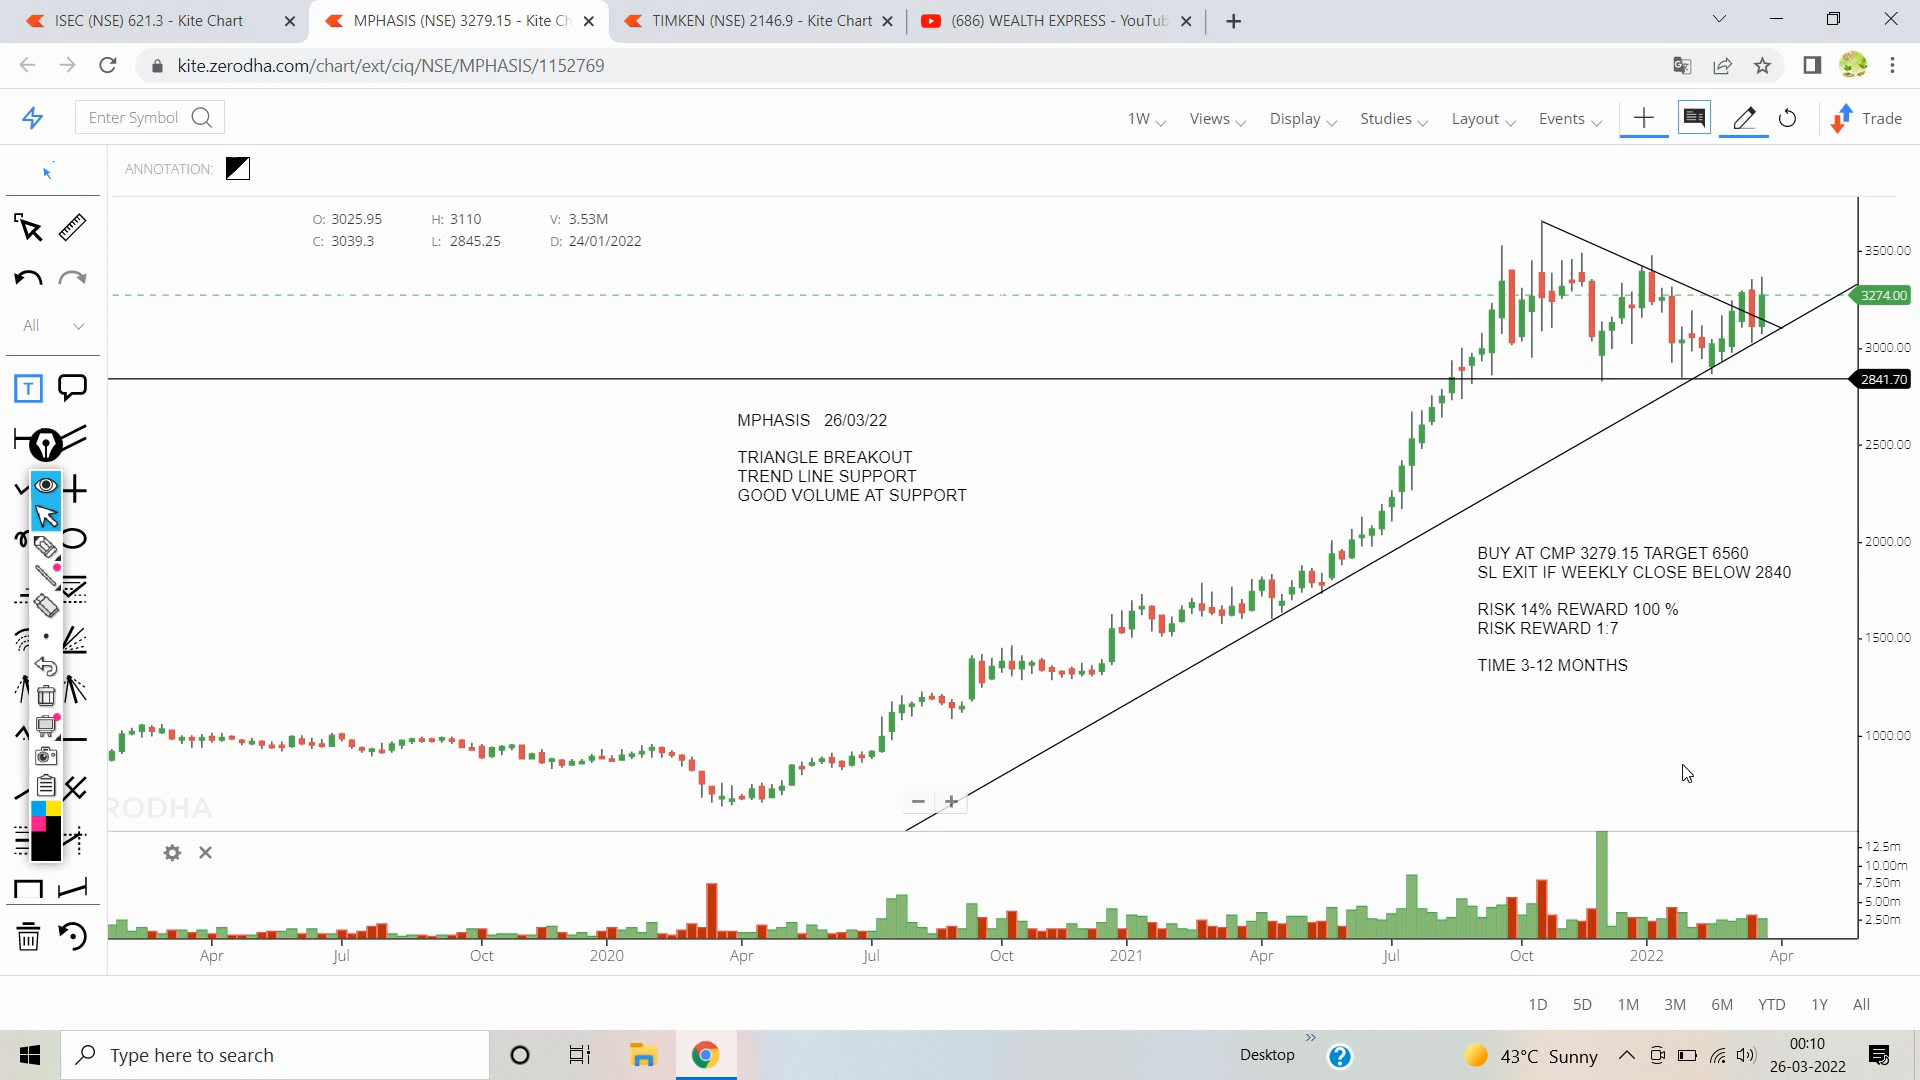 ISEC (NSE) 621.3 - Kite Chart
MPHASIS (NSE) 3279.15 - Kite Ch
TIMKEN (NSE) 2146.9 - Kite Chart
(686) WEALTH EXPRESS - YouTub
kite.zerodha.com/chart/ext/ciq/NSE/MPHASIS/1152769
Enter Symbol
1W Views Display Studies Layout Events Trade
ANNOTATION:
O: 3025.95 H: 3110 V: 3.53M
C: 3039.3 L: 2845.25 D: 24/01/2022
All
T
3500.00
3274.00
3000.00
2841.70
2500.00
2000.00
1500.00
1000.00
MPHASIS 26/03/22
TRIANGLE BREAKOUT
TREND LINE SUPPORT
GOOD VOLUME AT SUPPORT
BUY AT CMP 3279.15 TARGET 6560
SL EXIT IF WEEKLY CLOSE BELOW 2840
RISK 14% REWARD 100 %
RISK REWARD 1:7
TIME 3-12 MONTHS
RODHA
12.5m
10.00m
7.50m
5.00m
2.50m
Apr Jul Oct 2020 Apr Jul Oct 2021 Apr Jul Oct 2022 Apr
1D 5D 1M 3M 6M YTD 1Y All
Type here to search
Desktop
43°C Sunny
00:10
26-03-2022